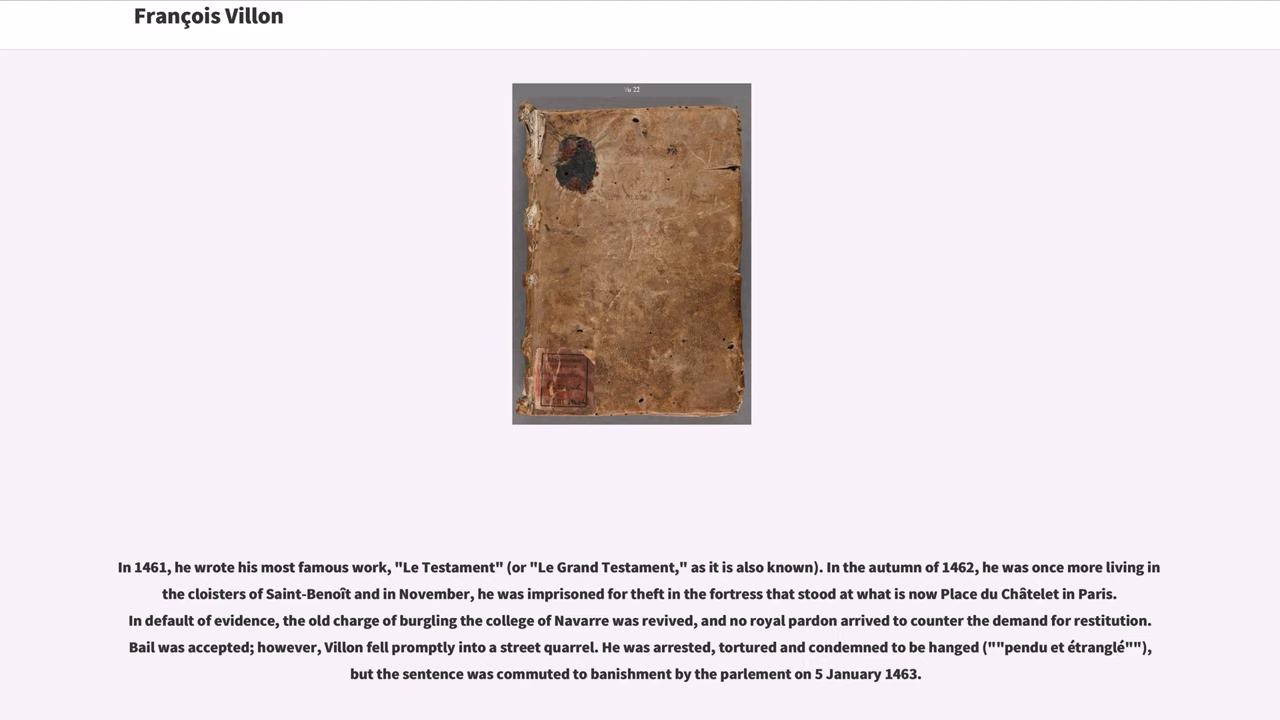 François Villon
Vu 22
In 1461, he wrote his most famous work, "Le Testament" (or "Le Grand Testament," as it is also known). In the autumn of 1462, he was once more living in
the cloisters of Saint-Benoît and in November, he was imprisoned for theft in the fortress that stood at what is now Place du Châtelet in Paris.
In default of evidence, the old charge of burgling the college of Navarre was revived, and no royal pardon arrived to counter the demand for restitution.
Bail was accepted; however, Villon fell promptly into a street quarrel. He was arrested, tortured and condemned to be hanged (""pendu et étranglé""),
but the sentence was commuted to banishment by the parlement on 5 January 1463.